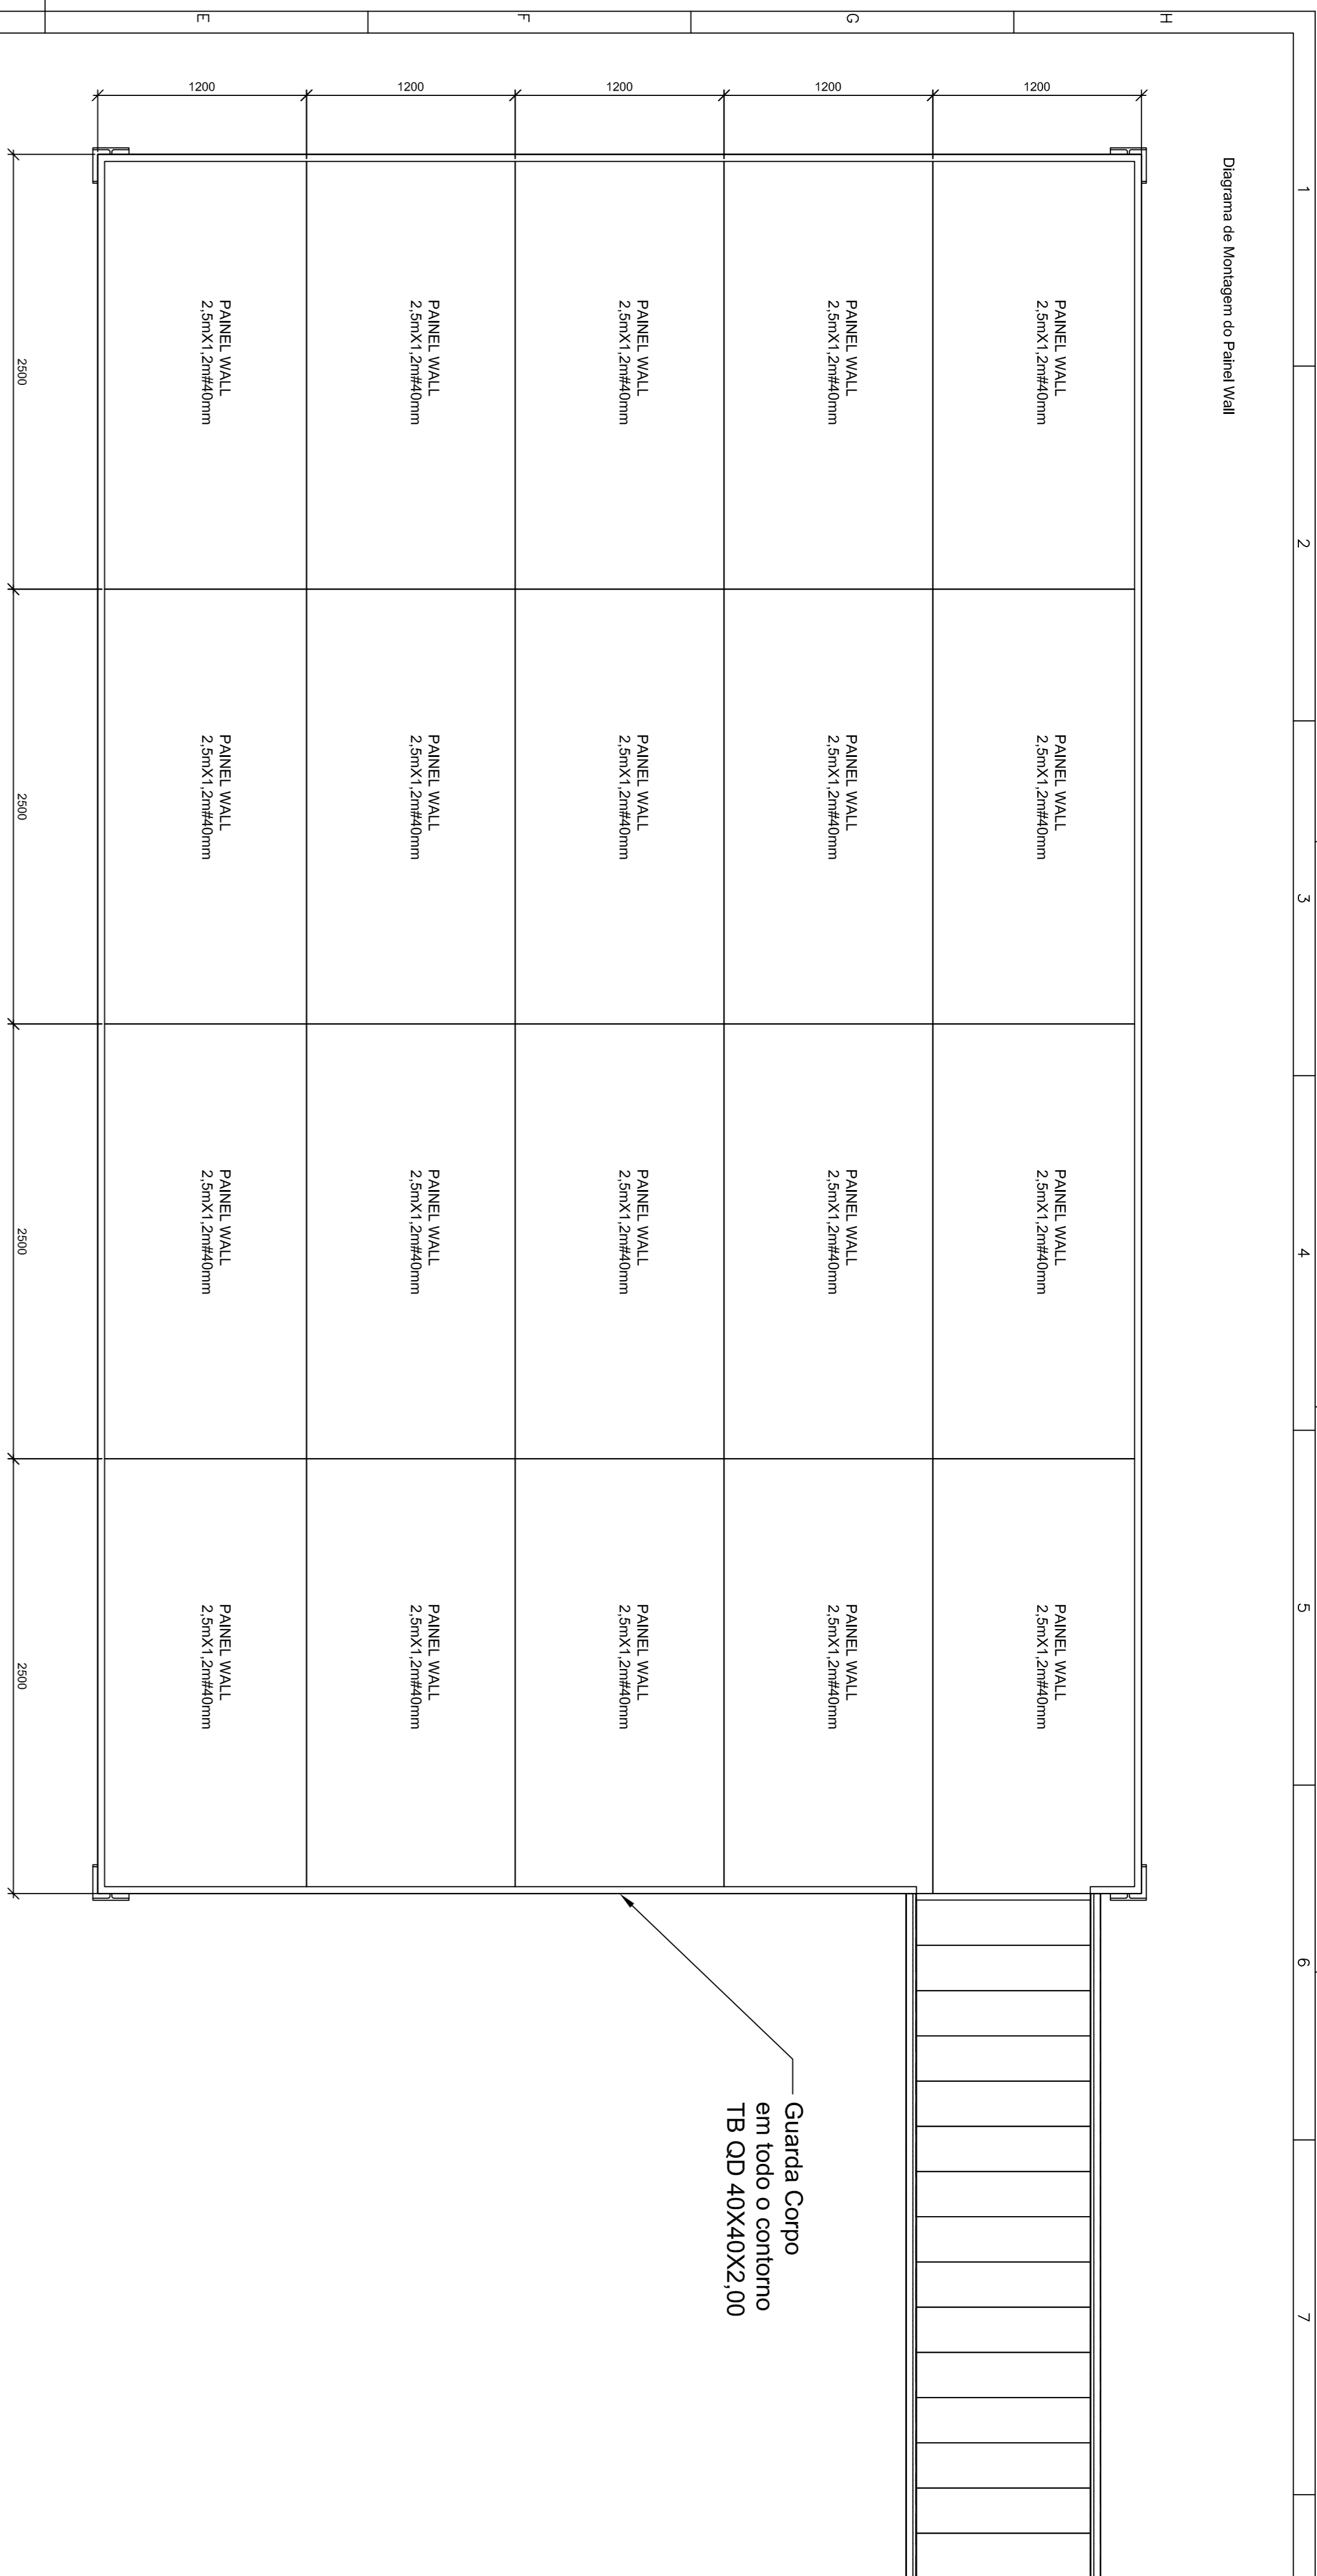 1
2
3
4
5
6
7
H
Diagrama de Montagem do Painel Wall
1200
PAINEL WALL
2,5mX1,2m#40mm
PAINEL WALL
2,5mX1,2m#40mm
PAINEL WALL
2,5mX1,2m#40mm
PAINEL WALL
2,5mX1,2m#40mm
G
1200
PAINEL WALL
2,5mX1,2m#40mm
PAINEL WALL
2,5mX1,2m#40mm
PAINEL WALL
2,5mX1,2m#40mm
PAINEL WALL
2,5mX1,2m#40mm
Guarda Corpo
em todo o contorno
TB QD 40X40X2,00
1200
PAINEL WALL
2,5mX1,2m#40mm
PAINEL WALL
2,5mX1,2m#40mm
PAINEL WALL
2,5mX1,2m#40mm
PAINEL WALL
2,5mX1,2m#40mm
F
1200
PAINEL WALL
2,5mX1,2m#40mm
PAINEL WALL
2,5mX1,2m#40mm
PAINEL WALL
2,5mX1,2m#40mm
PAINEL WALL
2,5mX1,2m#40mm
E
1200
PAINEL WALL
2,5mX1,2m#40mm
PAINEL WALL
2,5mX1,2m#40mm
PAINEL WALL
2,5mX1,2m#40mm
PAINEL WALL
2,5mX1,2m#40mm
2500
2500
2500
2500